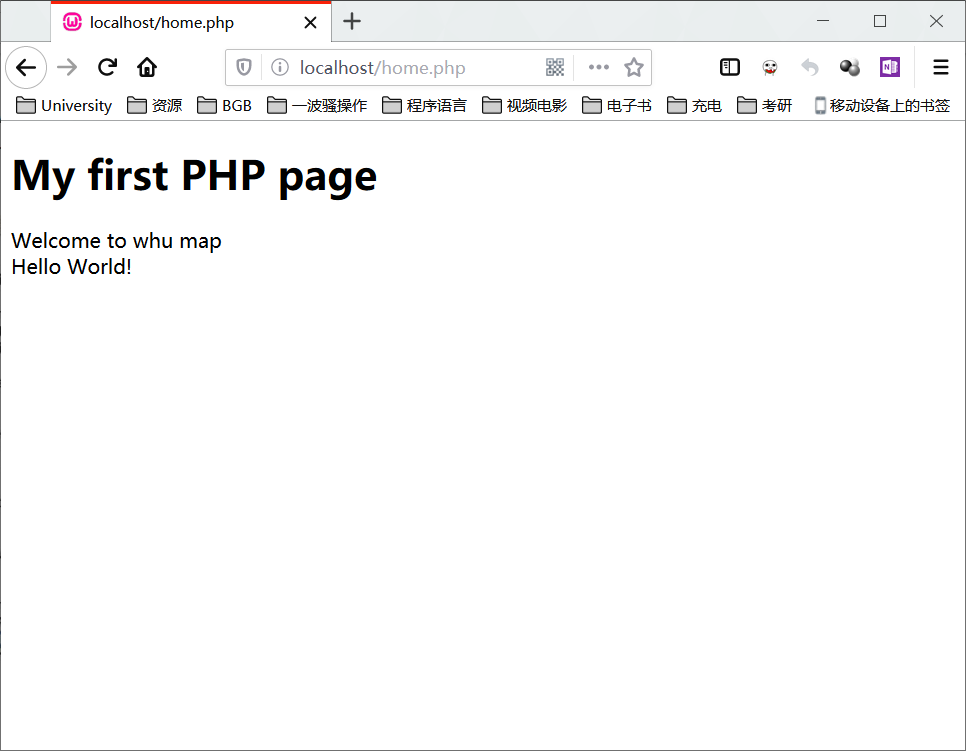 localhost/home.php
localhost/home.php
University 资源 BGB 一波骚操作 程序语言 视频电影 电子书 充电 考研 移动设备上的书签
My first PHP page
Welcome to whu map
Hello World!